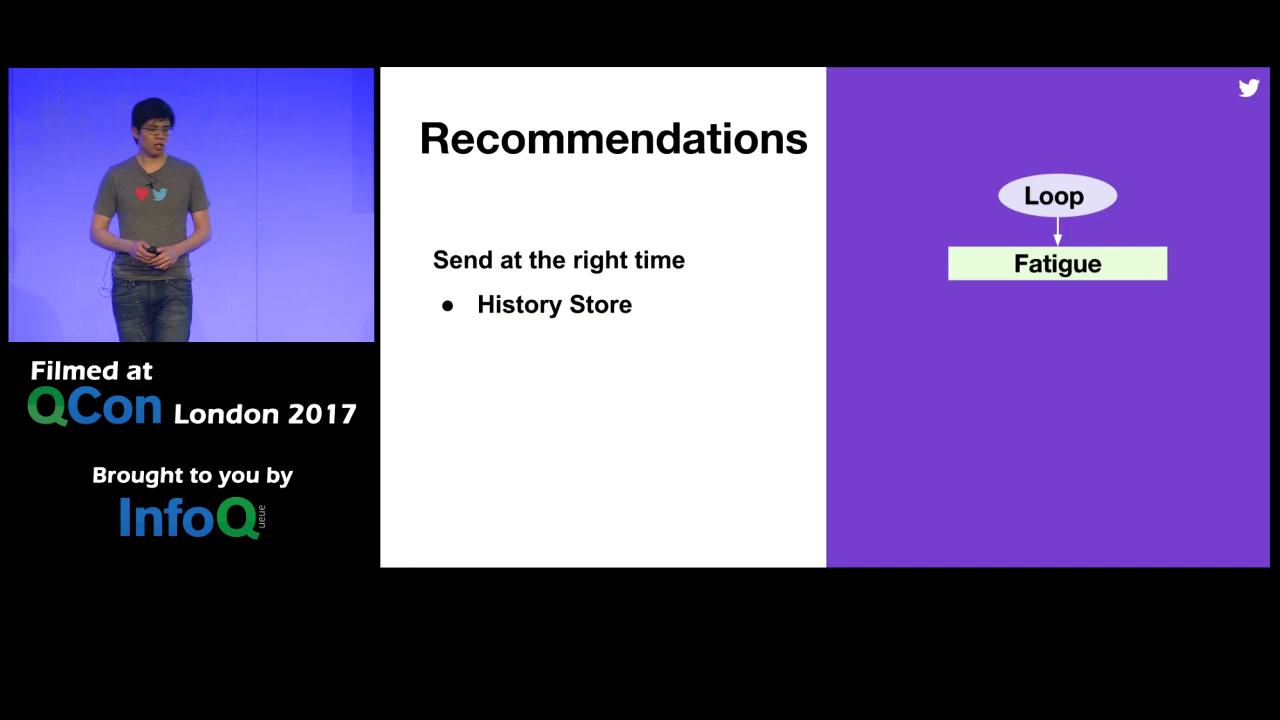 Recommendations
Send at the right time
● History Store
Loop
Fatigue
Filmed at
QCon London 2017
Brought to you by
InfoQ
ueue